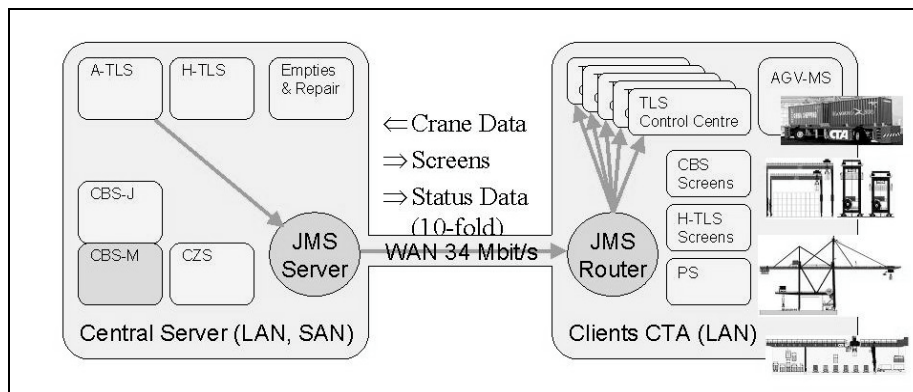 A-TLS
H-TLS
Empties
& Repair
CBS-J
CBS-M
CZS
JMS
Server
Central Server (LAN, SAN)
⇐ Crane Data
⇒ Screens
⇒ Status Data
(10-fold)
WAN 34 Mbit/s
TLS
Control Centre
AGV-MS
CTA
CBS
Screens
H-TLS
Screens
PS
JMS
Router
Clients CTA (LAN)